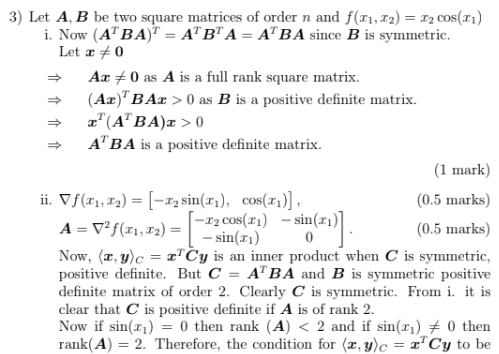 3) Let A, B be two square matrices of order n and f(x₁, x₂) = x₂ cos(x₁)
i. Now (AᵀBA)ᵀ = AᵀBᵀA = AᵀBA since B is symmetric.
Let x ≠ 0
⇒ Ax ≠ 0 as A is a full rank square matrix.
⇒ (Ax)ᵀBAx > 0 as B is a positive definite matrix.
⇒ xᵀ(AᵀBA)x > 0
⇒ AᵀBA is a positive definite matrix.
(1 mark)
ii. ∇f(x₁, x₂) = [−x₂ sin(x₁), cos(x₁)], (0.5 marks)
A = ∇²f(x₁, x₂) = [−x₂ cos(x₁) − sin(x₁)
− sin(x₁) 0]. (0.5 marks)
Now, ⟨x, y⟩_C = xᵀCy is an inner product when C is symmetric,
positive definite. But C = AᵀBA and B is symmetric positive
definite matrix of order 2. Clearly C is symmetric. From i. it is
clear that C is positive definite if A is of rank 2.
Now if sin(x₁) = 0 then rank (A) < 2 and if sin(x₁) ≠ 0 then
rank(A) = 2. Therefore, the condition for ⟨x, y⟩_C = xᵀCy to be